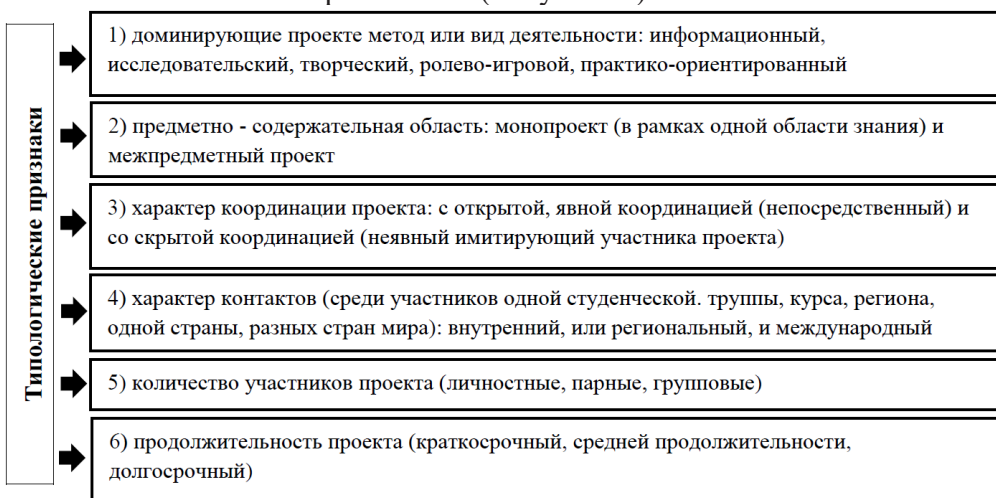 Типологические признаки
1) доминирующие проекте метод или вид деятельности: информационный,
исследовательский, творческий, ролево-игровой, практико-ориентированный
2) предметно - содержательная область: монопроект (в рамках одной области знания) и
межпредметный проект
3) характер координации проекта: с открытой, явной координацией (непосредственный) и
со скрытой координацией (неявный имитирующий участника проекта)
4) характер контактов (среди участников одной студенческой. труппы, курса, региона,
одной страны, разных стран мира): внутренний, или региональный, и международный
5) количество участников проекта (личностные, парные, групповые)
6) продолжительность проекта (краткосрочный, средней продолжительности,
долгосрочный)